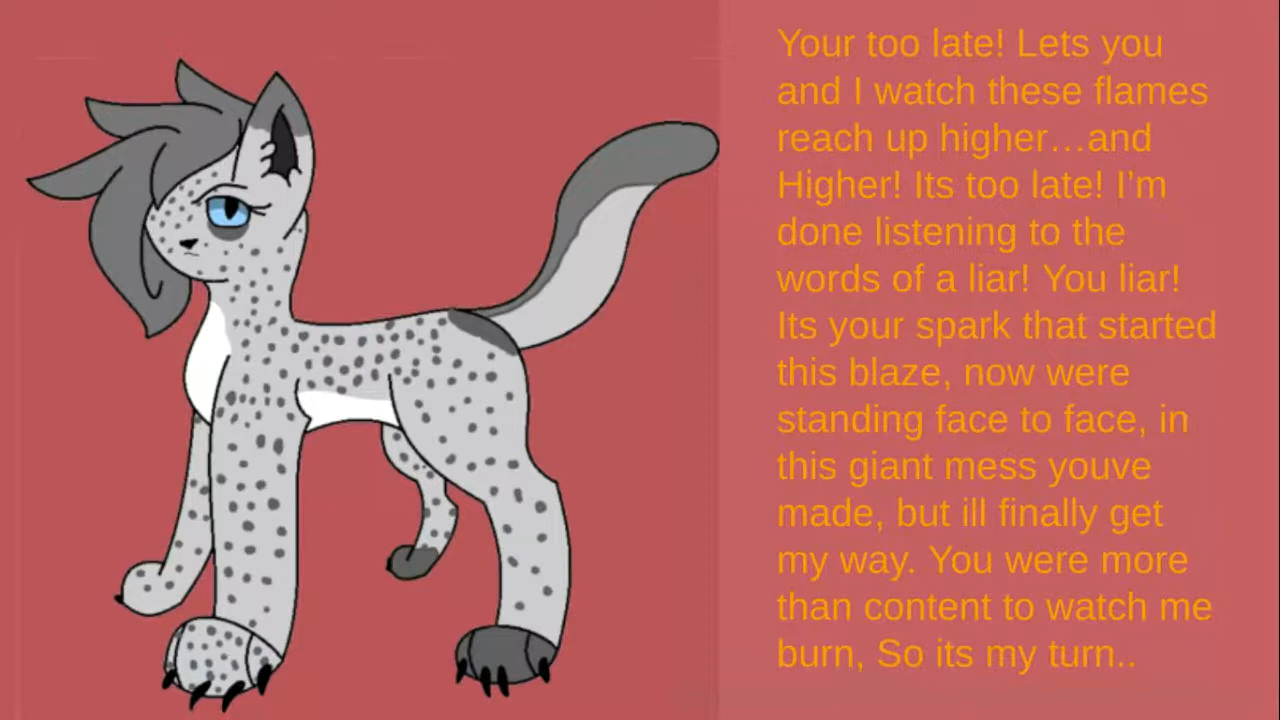 Your too late! Lets you
and I watch these flames
reach up higher…and
Higher! Its too late! I’m
done listening to the
words of a liar! You liar!
Its your spark that started
this blaze, now were
standing face to face, in
this giant mess youve
made, but ill finally get
my way. You were more
than content to watch me
burn, So its my turn..